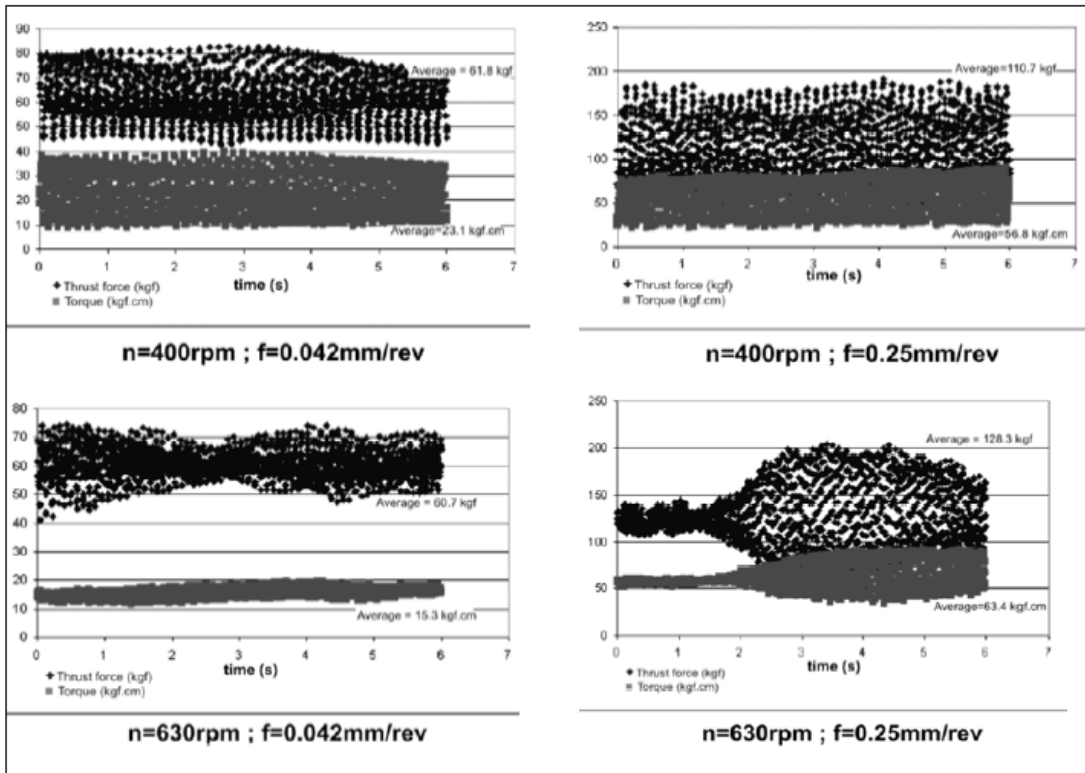 90
80
70
60
50
40
30
20
10
0
Average = 61.8 kgf
Average=23.1 kgf.cm
0 1 2 3 4 5 6 7
time (s)
Thrust force (kgf)
Torque (kgf.cm)
n=400rpm ; f=0.042mm/rev
250
200
150
100
50
0
Average=110.7 kgf
Average=56.8 kgf.cm
0 1 2 3 4 5 6 7
time (s)
Thrust force (kgf)
Torque (kgf.cm)
n=400rpm ; f=0.25mm/rev
80
70
60
50
40
30
20
10
0
Average = 60.7 kgf
Average = 15.3 kgf.cm
0 1 2 3 4 5 6 7
time (s)
Thrust force (kgf)
Torque (kgf.cm)
n=630rpm ; f=0.042mm/rev
250
200
150
100
50
0
Average = 128.3 kgf
Average=63.4 kgf.cm
0 1 2 3 4 5 6 7
time (s)
Thrust force (kgf)
Torque (kgf.cm)
n=630rpm ; f=0.25mm/rev